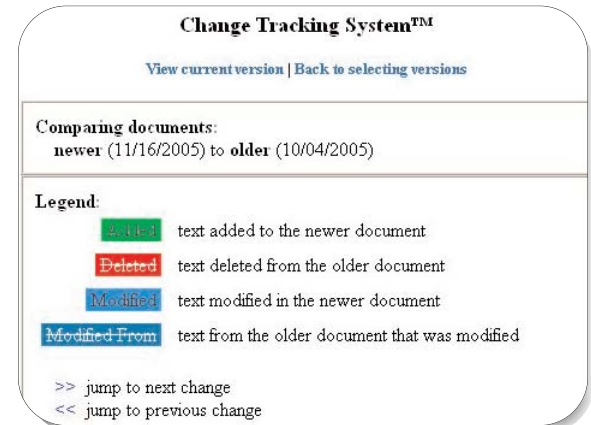 Change Tracking System™
View current version | Back to selecting versions
Comparing documents:
newer (11/16/2005) to older (10/04/2005)
Legend:
Added text added to the newer document
Deleted text deleted from the older document
Modified text modified in the newer document
Modified From text from the older document that was modified
>> jump to next change
<< jump to previous change